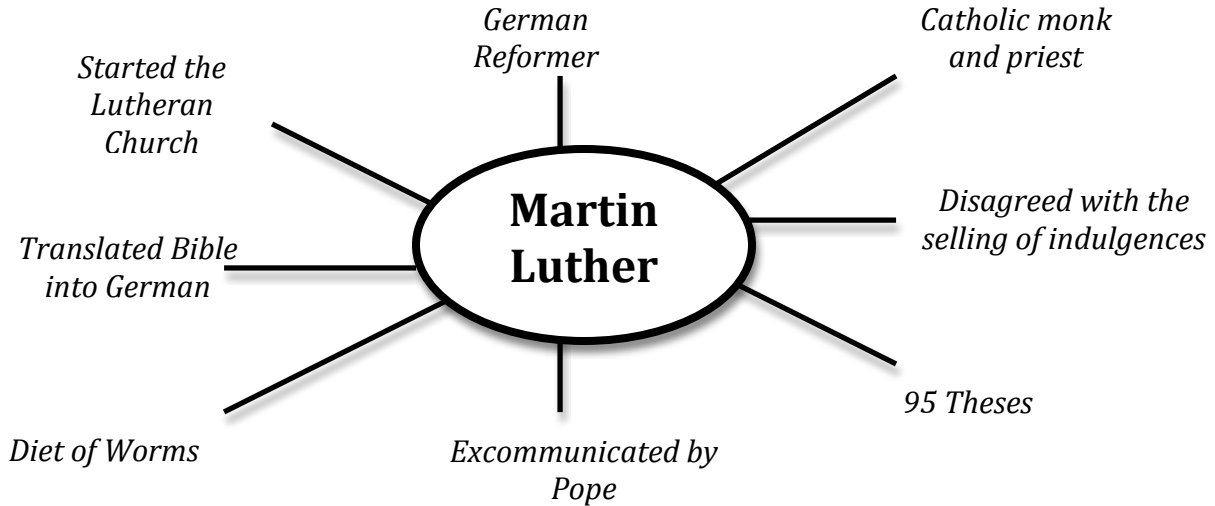 German
Reformer
Catholic monk
and priest
Started the
Lutheran
Church
Martin
Luther
Disagreed with the
selling of indulgences
Translated Bible
into German
95 Theses
Diet of Worms
Excommunicated by
Pope